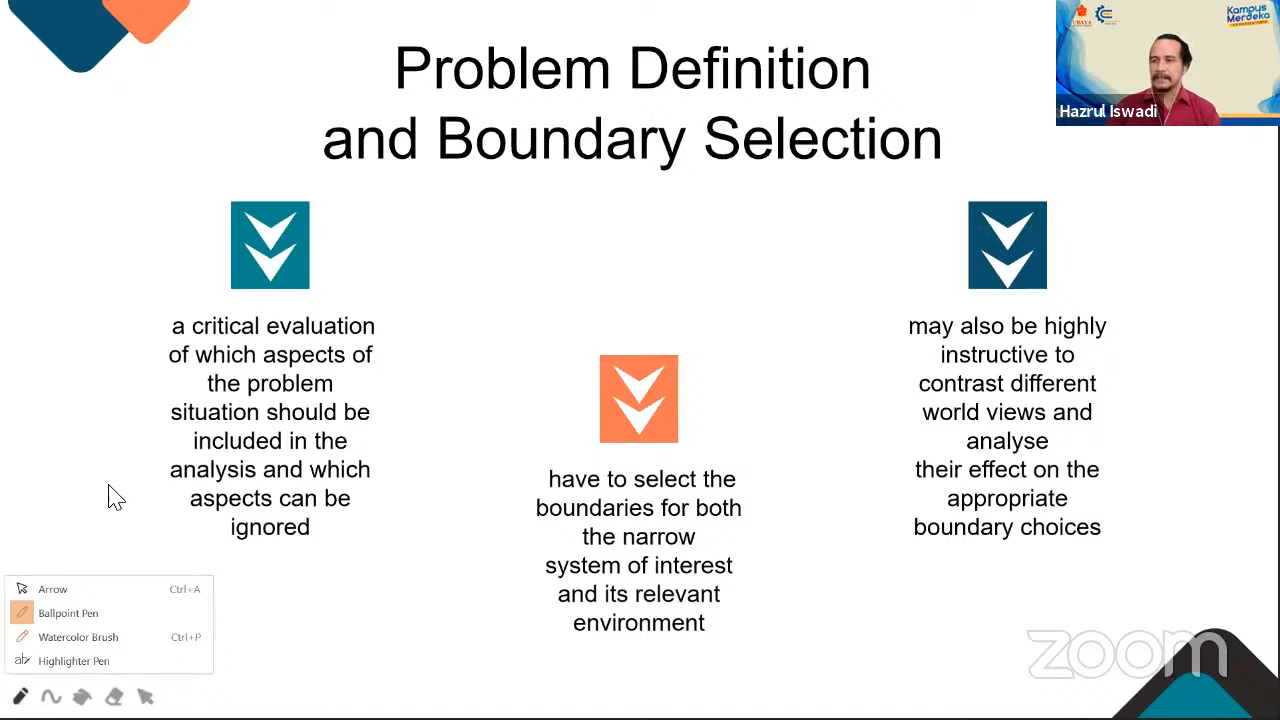 Problem Definition
and Boundary Selection
UBAYA
Kampus
Merdeka
Hazrul Iswadi
a critical evaluation
of which aspects of
the problem
situation should be
included in the
analysis and which
aspects can be
ignored
have to select the
boundaries for both
the narrow
system of interest
and its relevant
environment
may also be highly
instructive to
contrast different
world views and
analyse
their effect on the
appropriate
boundary choices
Arrow Ctrl+A
Ballpoint Pen
Watercolor Brush Ctrl+P
ab Highlighter Pen
zoom